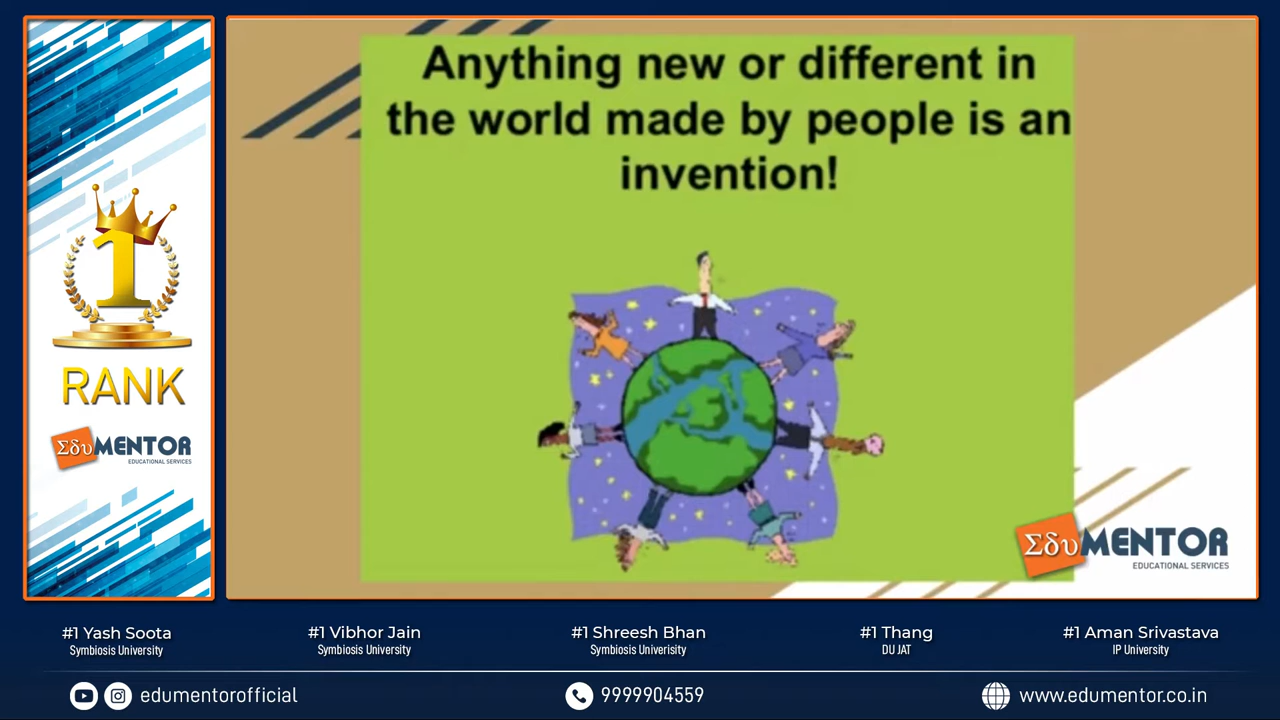 Anything new or different in
the world made by people is an
invention!
1
RANK
ΣδυMENTOR
EDUCATIONAL SERVICES
ΣδυMENTOR
EDUCATIONAL SERVICES
#1 Yash Soota
Symbiosis University
#1 Vibhor Jain
Symbiosis University
#1 Shreesh Bhan
Symbiosis Univerisity
#1 Thang
DU JAT
#1 Aman Srivastava
IP University
edumentorofficial
9999904559
www.edumentor.co.in